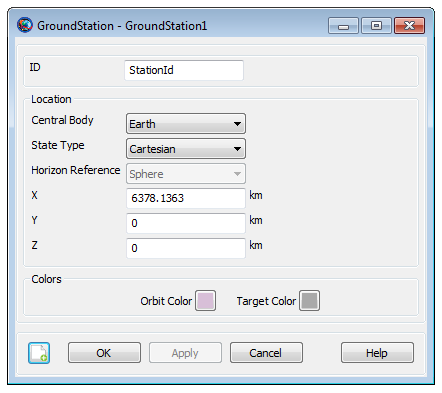 GroundStation - GroundStation1
ID StationId
Location
Central Body Earth
State Type Cartesian
Horizon Reference Sphere
X 6378.1363 km
Y 0 km
Z 0 km
Colors
Orbit Color Target Color
OK Apply Cancel Help